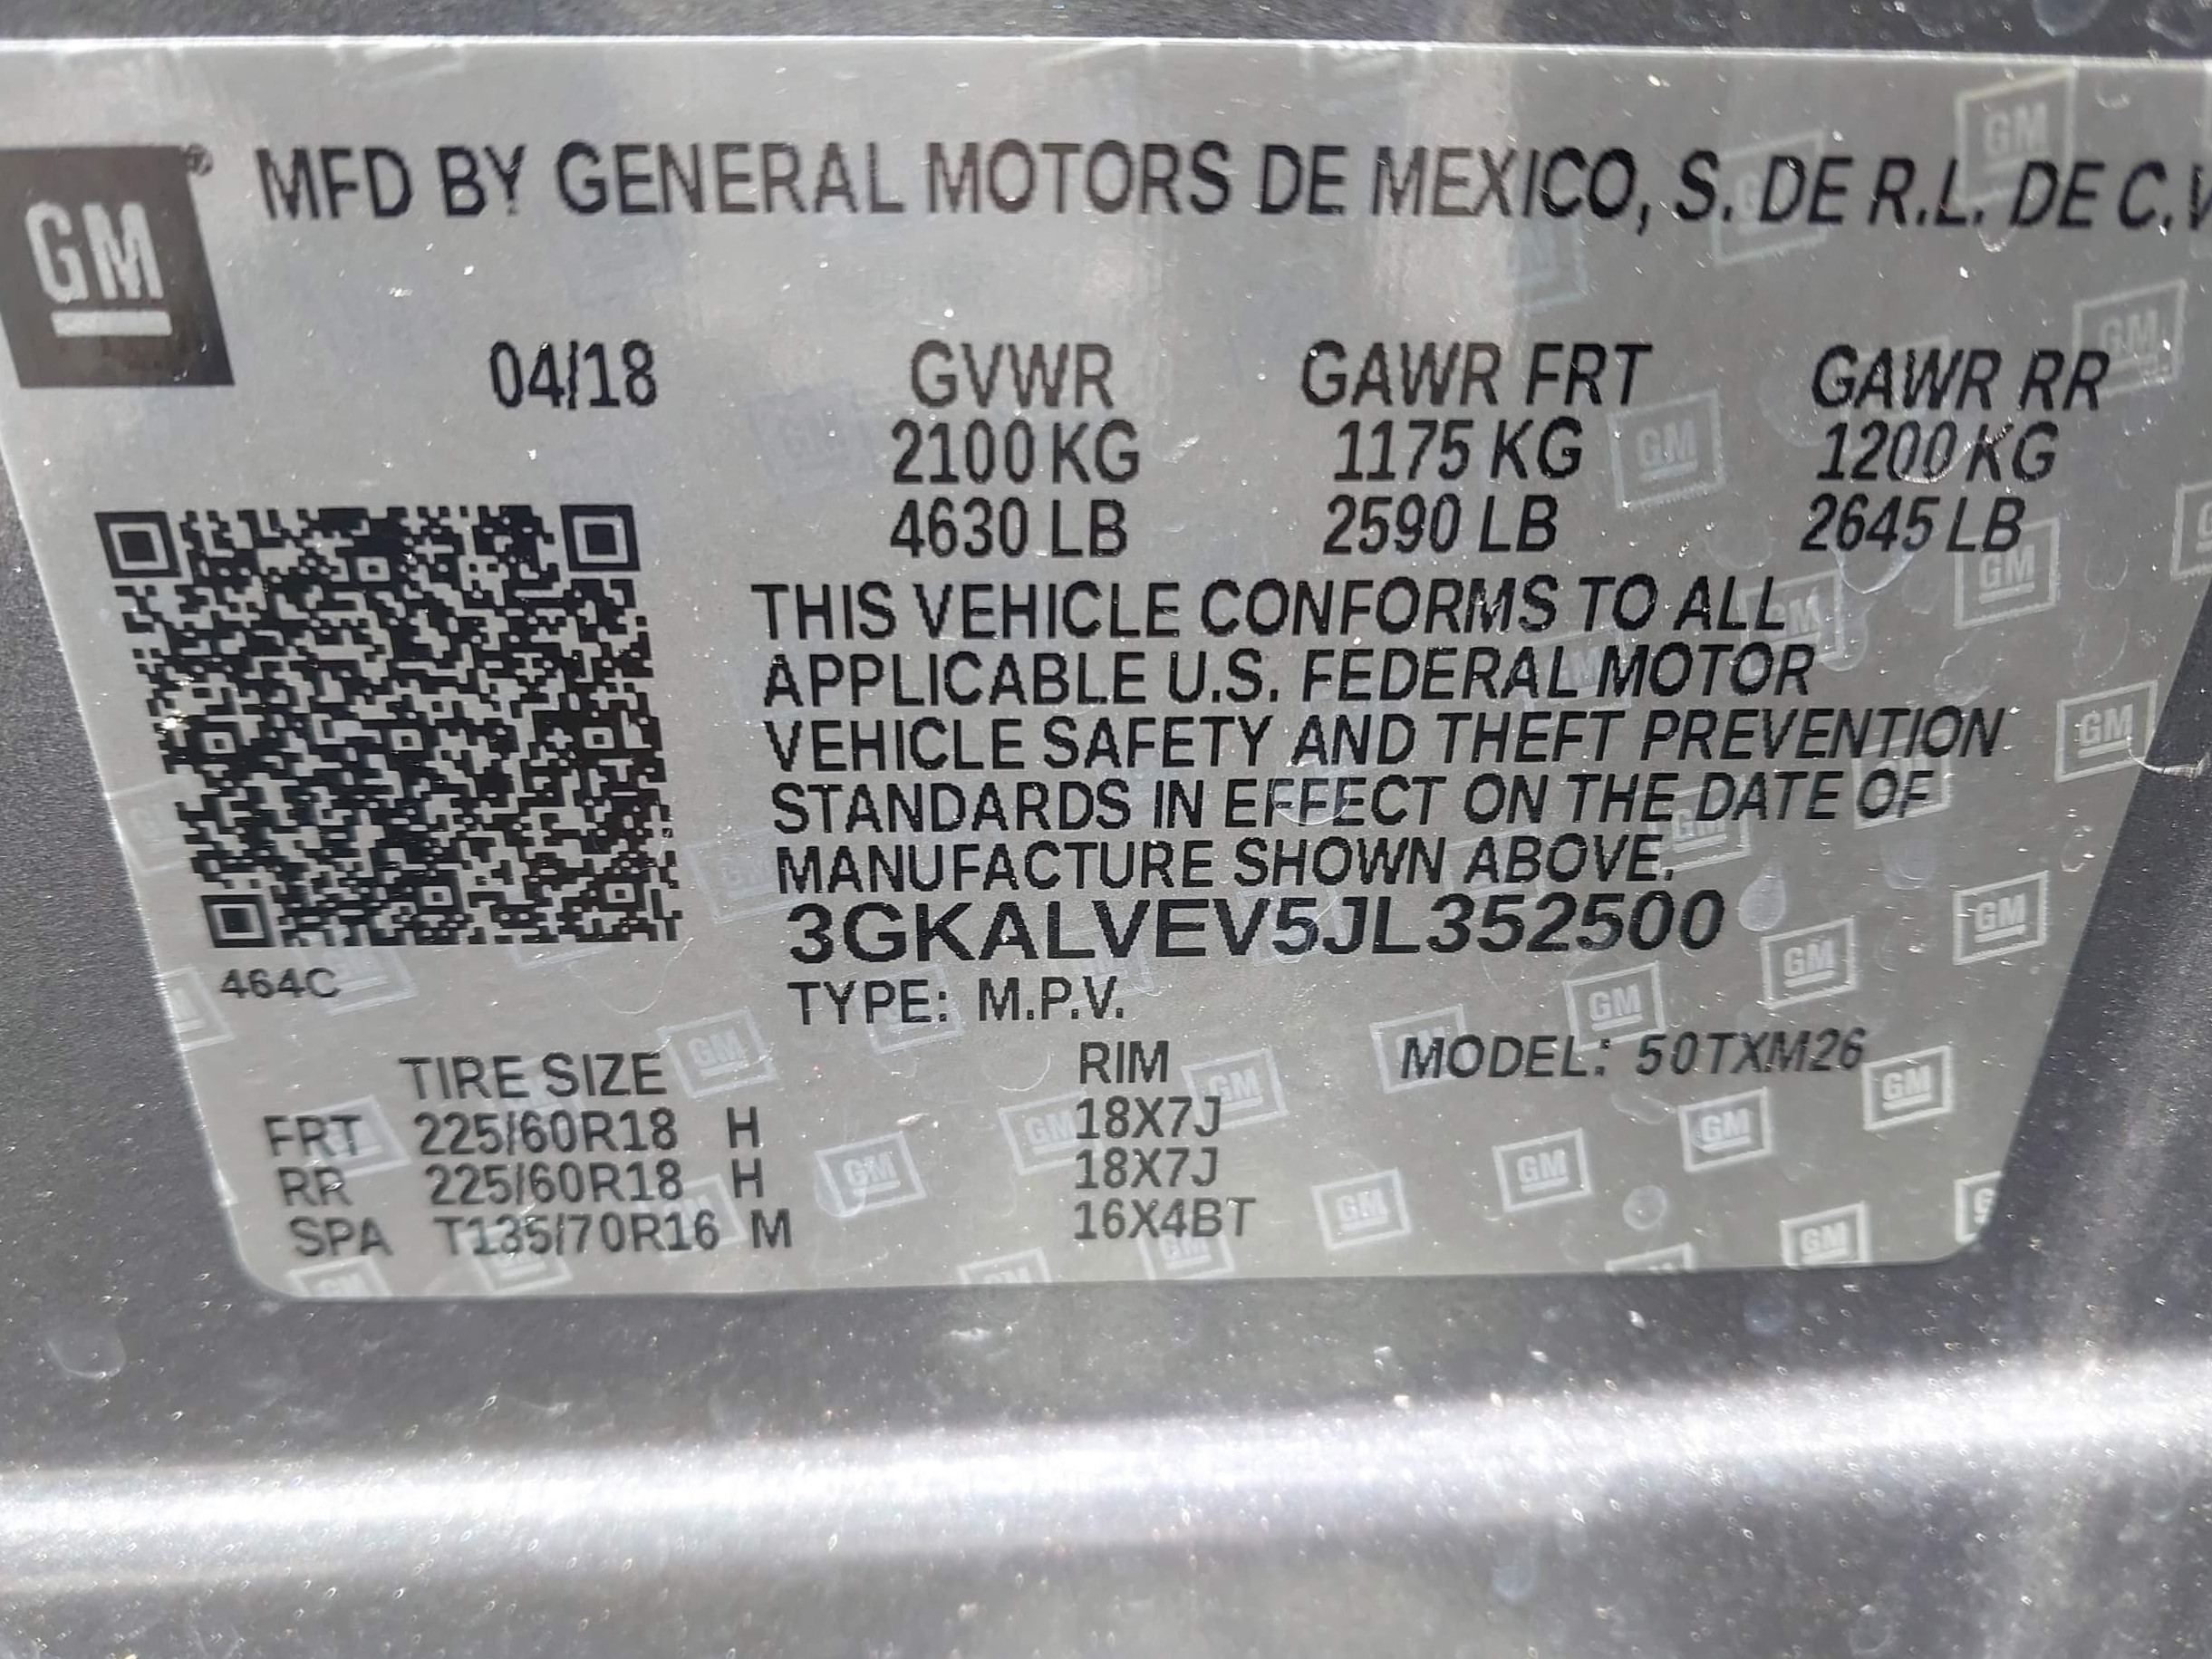 GM
MFD BY GENERAL MOTORS DE MEXICO, S. DE R.L. DE C.V
04/18 GVWR GAWR FRT GAWR RR
2100 KG 1175 KG 1200 KG
4630 LB 2590 LB 2645 LB
THIS VEHICLE CONFORMS TO ALL
APPLICABLE U.S. FEDERAL MOTOR
VEHICLE SAFETY AND THEFT PREVENTION
STANDARDS IN EFFECT ON THE DATE OF
MANUFACTURE SHOWN ABOVE.
3GKALVEV5JL352500
464C
TYPE: M.P.V.
TIRE SIZE RIM MODEL: 50TXM26
FRT 225/60R18 H 18X7J
RR 225/60R18 H 18X7J
SPA T135/70R16 M 16X4BT